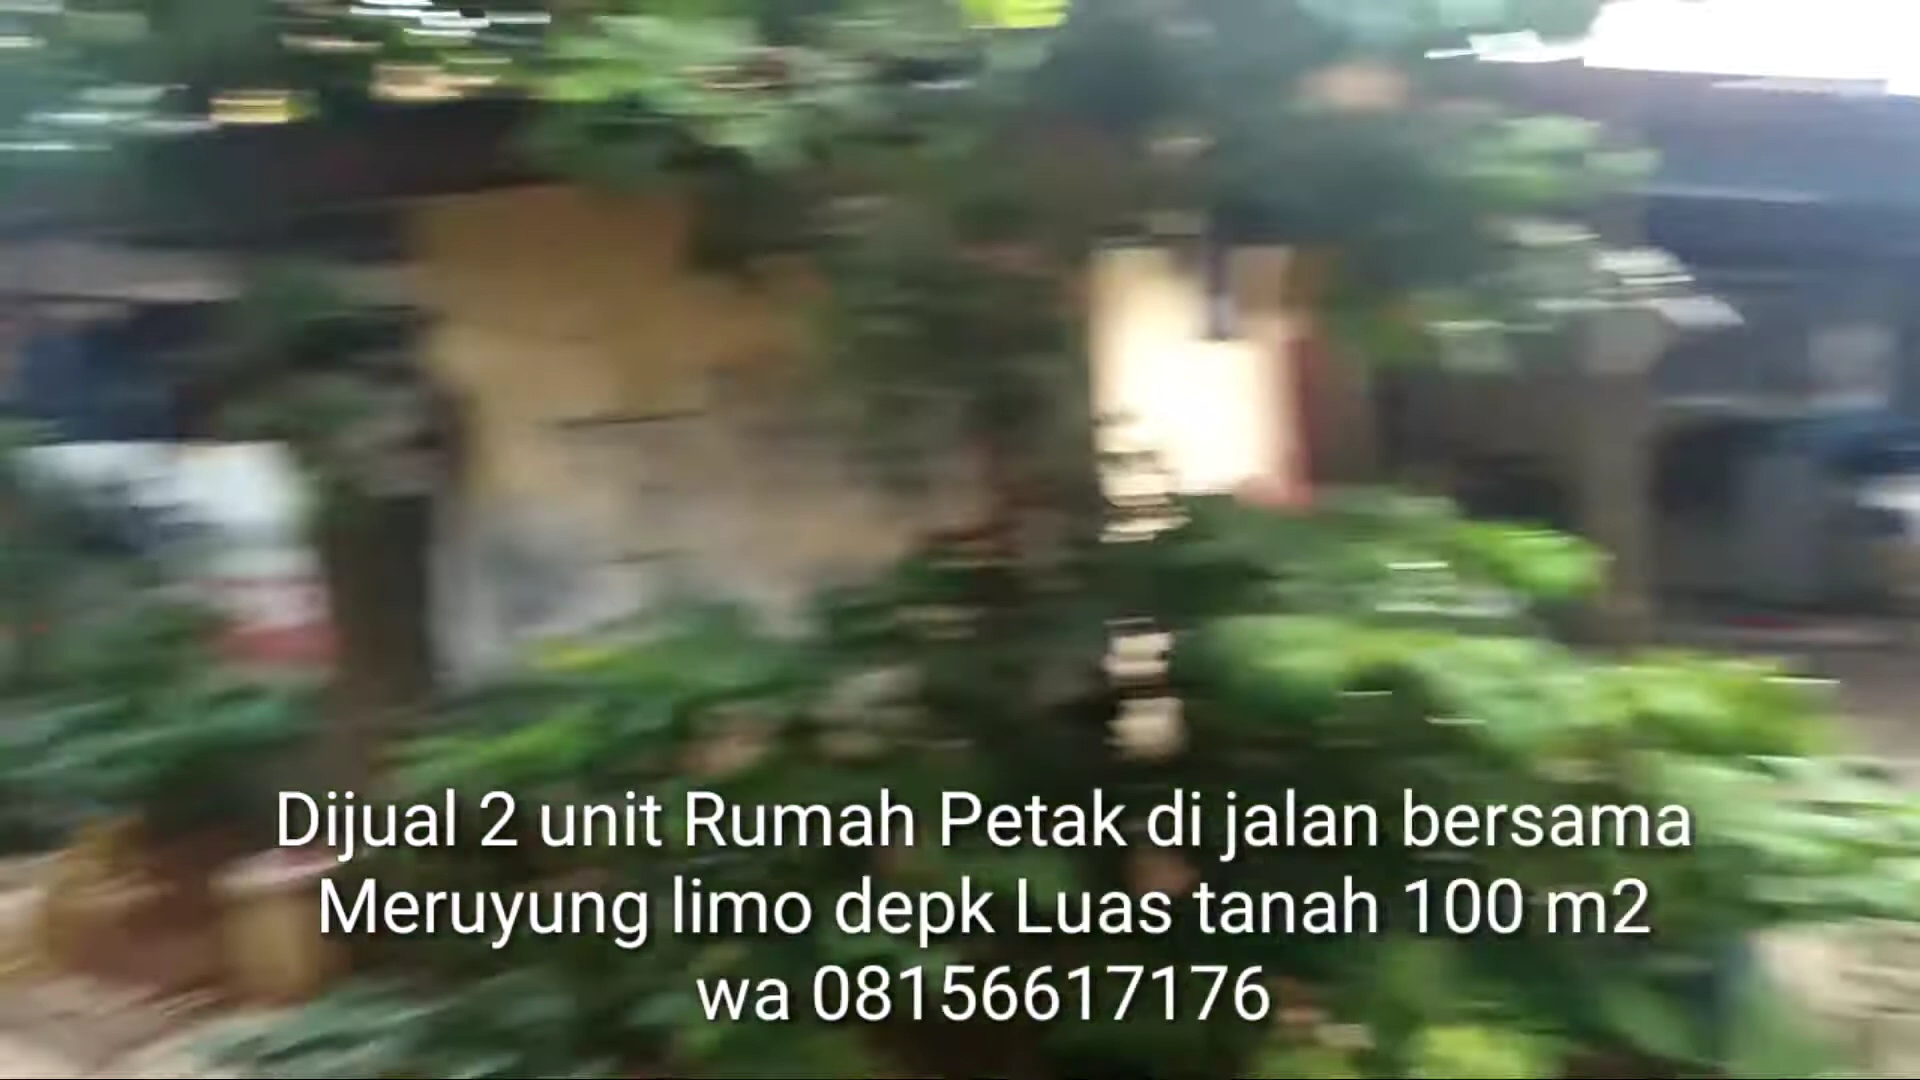 Dijual 2 unit Rumah Petak di jalan bersama
Meruyung limo depk Luas tanah 100 m2
wa 08156617176